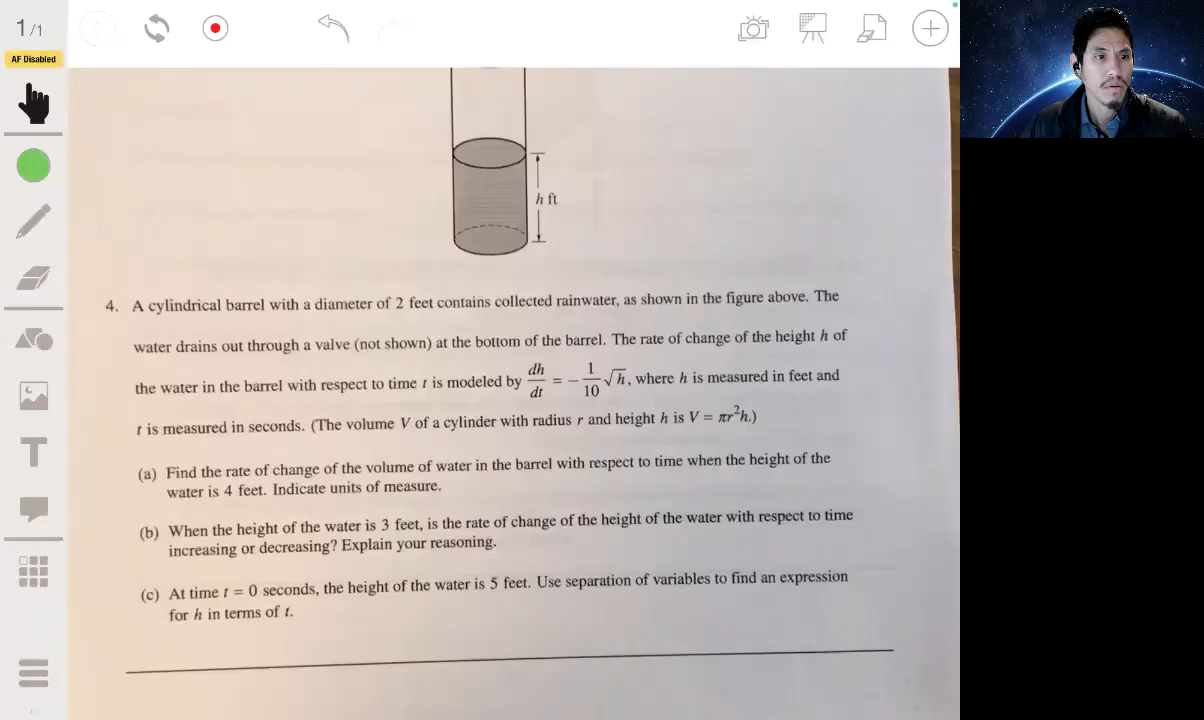 1/1
AF Disabled
h ft
4. A cylindrical barrel with a diameter of 2 feet contains collected rainwater, as shown in the figure above. The
water drains out through a valve (not shown) at the bottom of the barrel. The rate of change of the height h of
the water in the barrel with respect to time t is modeled by dh/dt = -1/10 √h, where h is measured in feet and
t is measured in seconds. (The volume V of a cylinder with radius r and height h is V = πr²h.)
(a) Find the rate of change of the volume of water in the barrel with respect to time when the height of the
water is 4 feet. Indicate units of measure.
(b) When the height of the water is 3 feet, is the rate of change of the height of the water with respect to time
increasing or decreasing? Explain your reasoning.
(c) At time t = 0 seconds, the height of the water is 5 feet. Use separation of variables to find an expression
for h in terms of t.
T